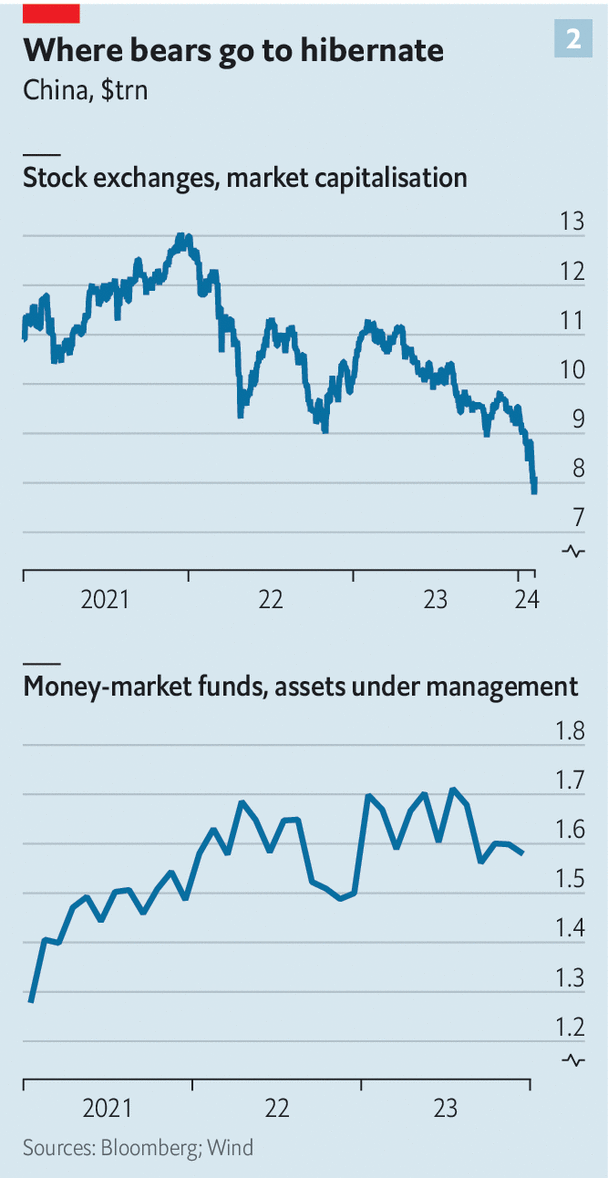 Where bears go to hibernate
2
China, $trn
Stock exchanges, market capitalisation
13
12
11
10
9
8
7
2021 22 23 24
Money-market funds, assets under management
1.8
1.7
1.6
1.5
1.4
1.3
1.2
2021 22 23
Sources: Bloomberg; Wind